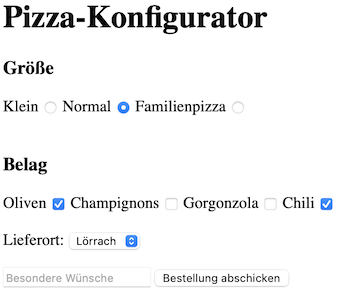 Pizza-Konfigurator
Größe
Klein Normal Familienpizza
Belag
Oliven Champignons Gorgonzola Chili
Lieferort: Lörrach
Besondere Wünsche Bestellung abschicken